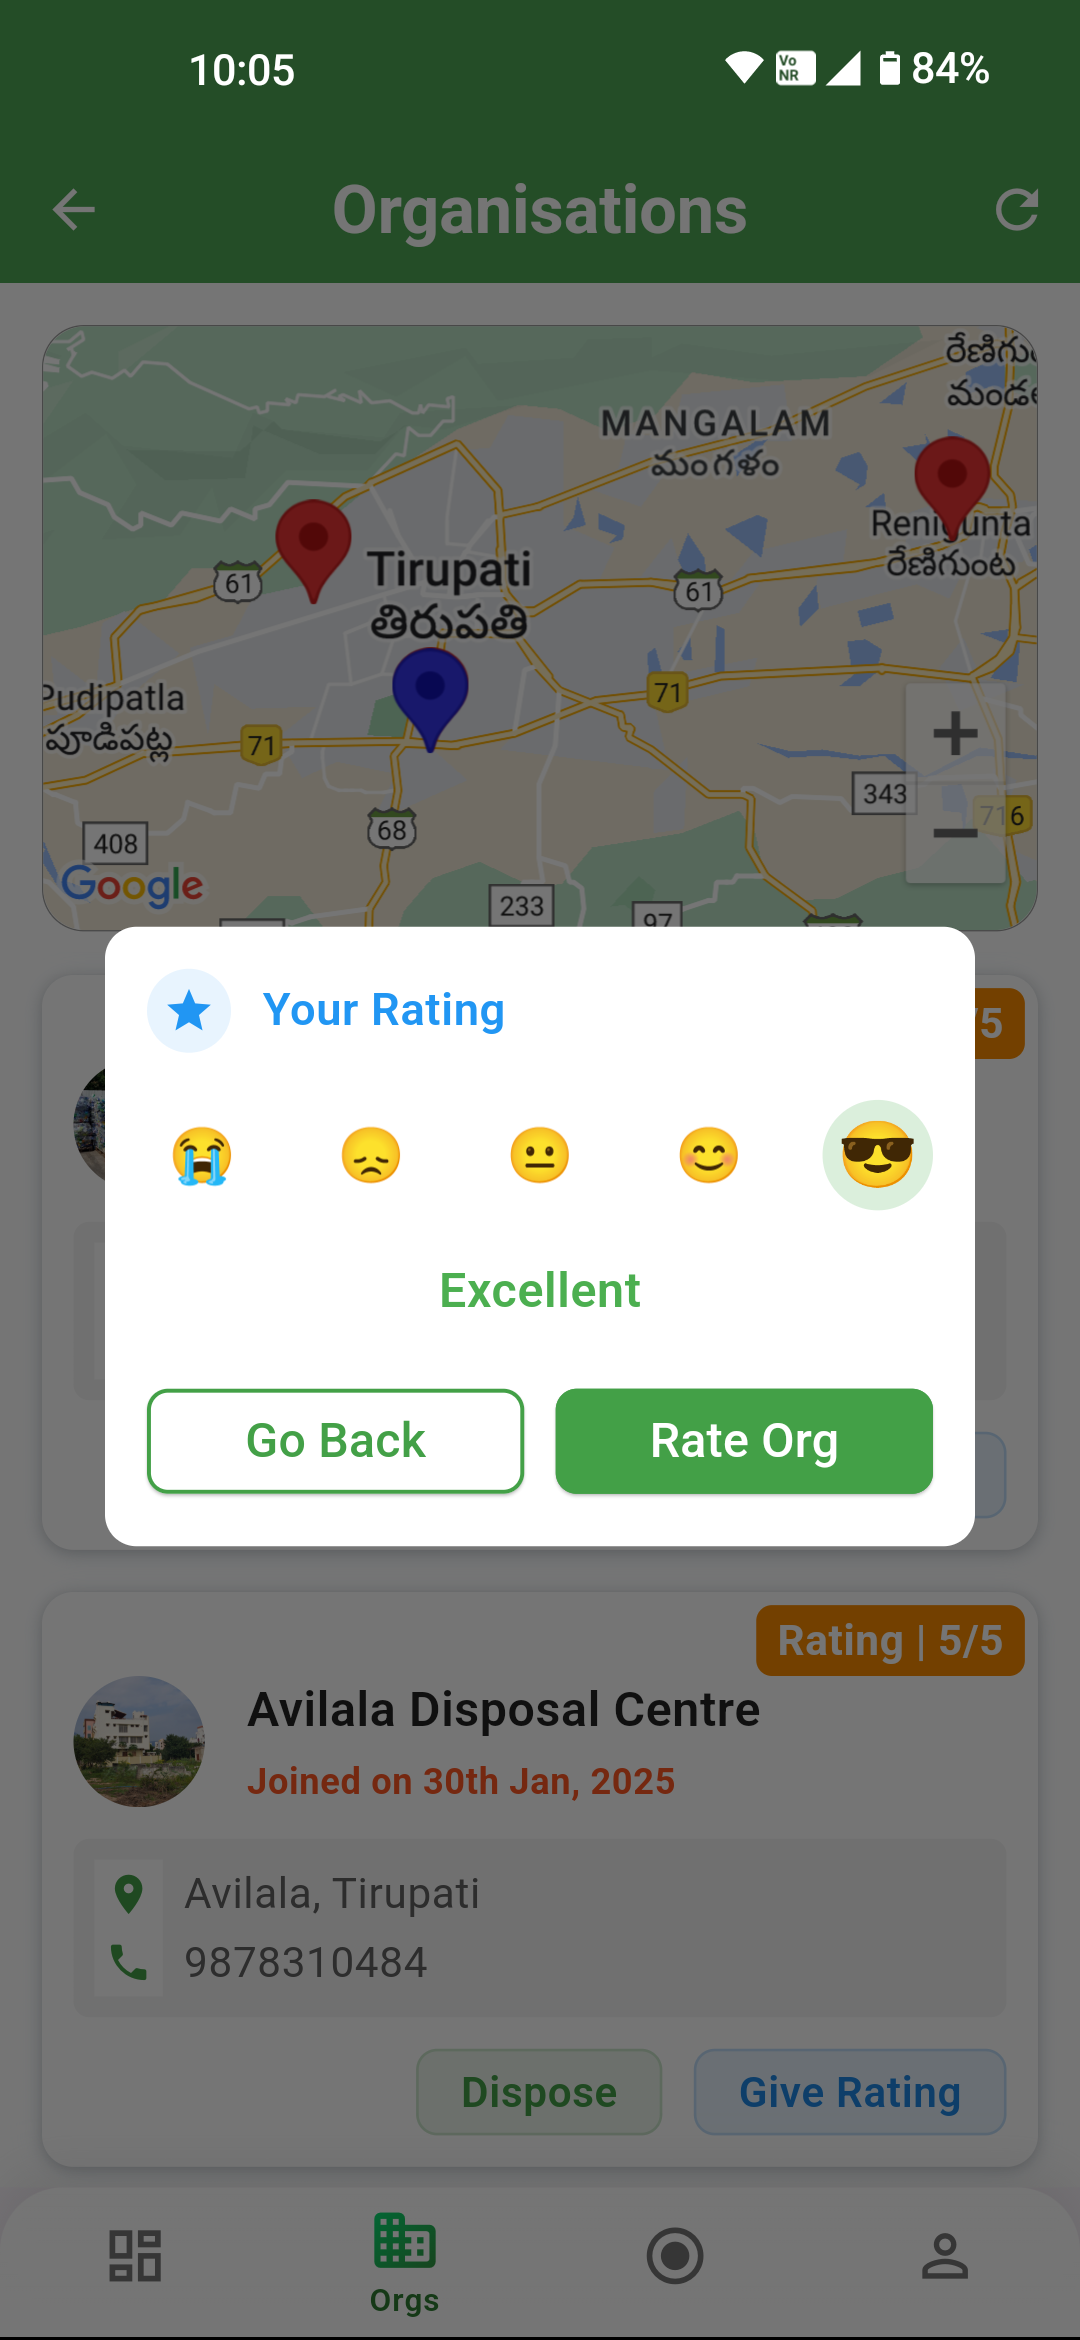 10:05
Vo
NR
84%
Organisations
రేణిగు
మండ
MANGALAM
మంగళం
Renigunta
రేణిగుంట
61
Tirupati
తిరుపతి
61
Pudipatla
పూడిపట్ల
71
71
343
716
68
408
Google
233
97
/5
Your Rating
Excellent
Go Back
Rate Org
Rating | 5/5
Avilala Disposal Centre
Joined on 30th Jan, 2025
Avilala, Tirupati
9878310484
Dispose
Give Rating
Orgs